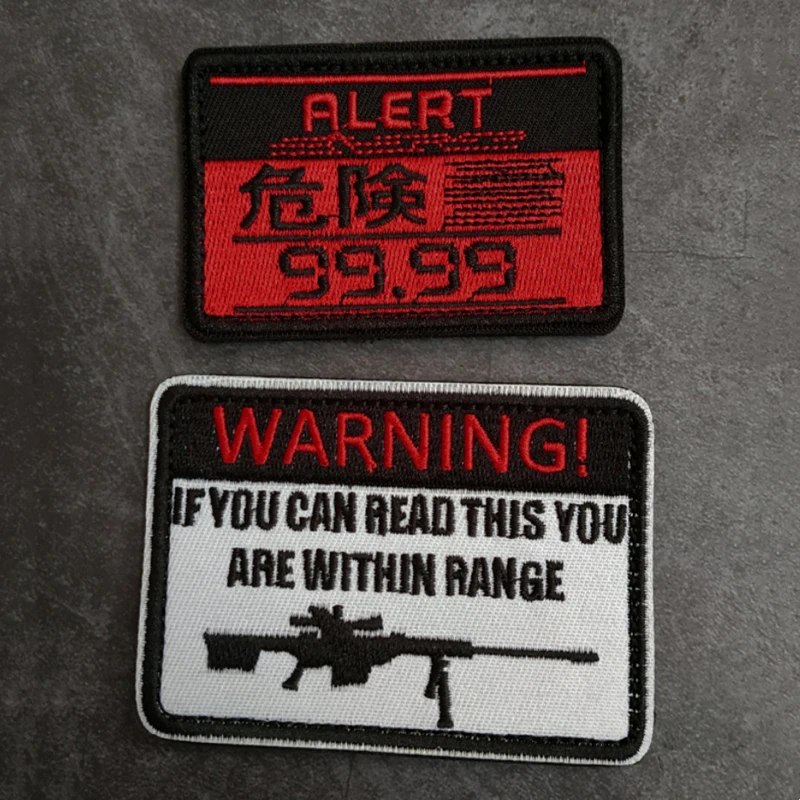 ALERT
危険
99.99
WARNING!
IF YOU CAN READ THIS YOU
ARE WITHIN RANGE